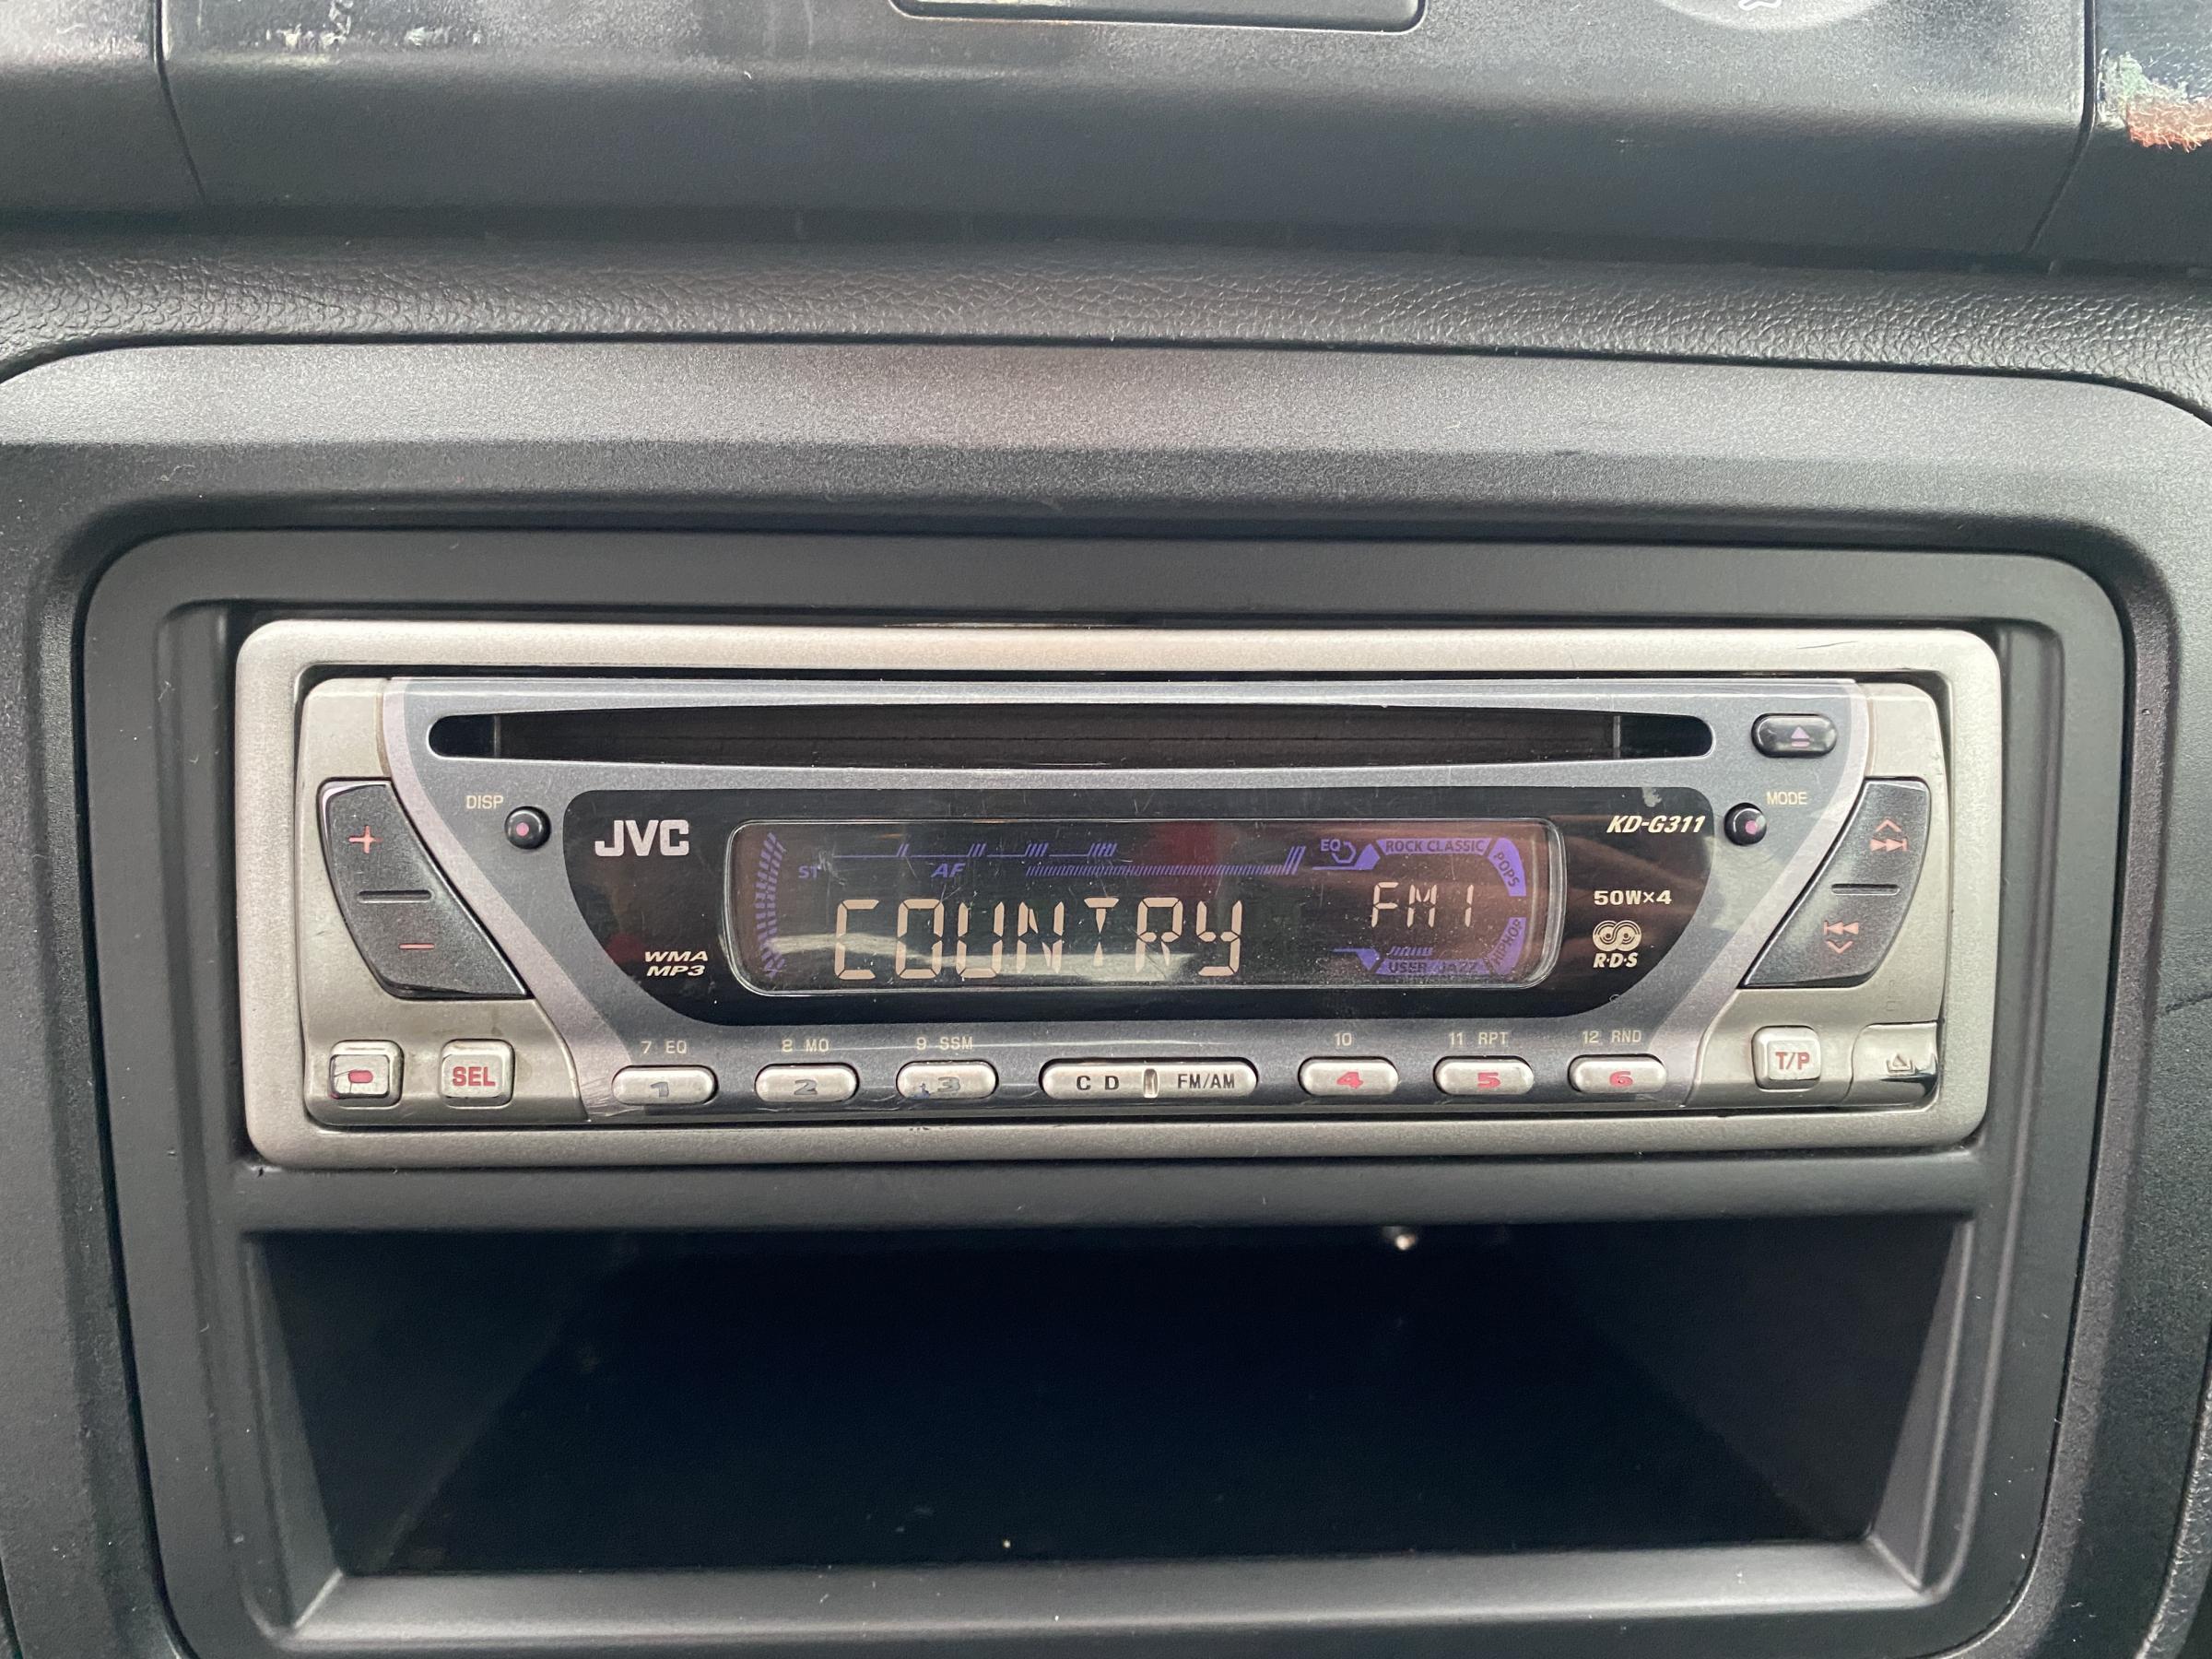 DISP
MODE
JVC
KD-G311
ST
AF
EQ
ROCK CLASSIC
POPS
HIPHOP
USER JAZZ
FM1
COUNTRY
50W×4
R·D·S
WMA
MP3
7 EQ
8 MO
9 SSM
10
11 RPT
12 RND
SEL
1
2
3
CD
FM/AM
4
5
6
T/P